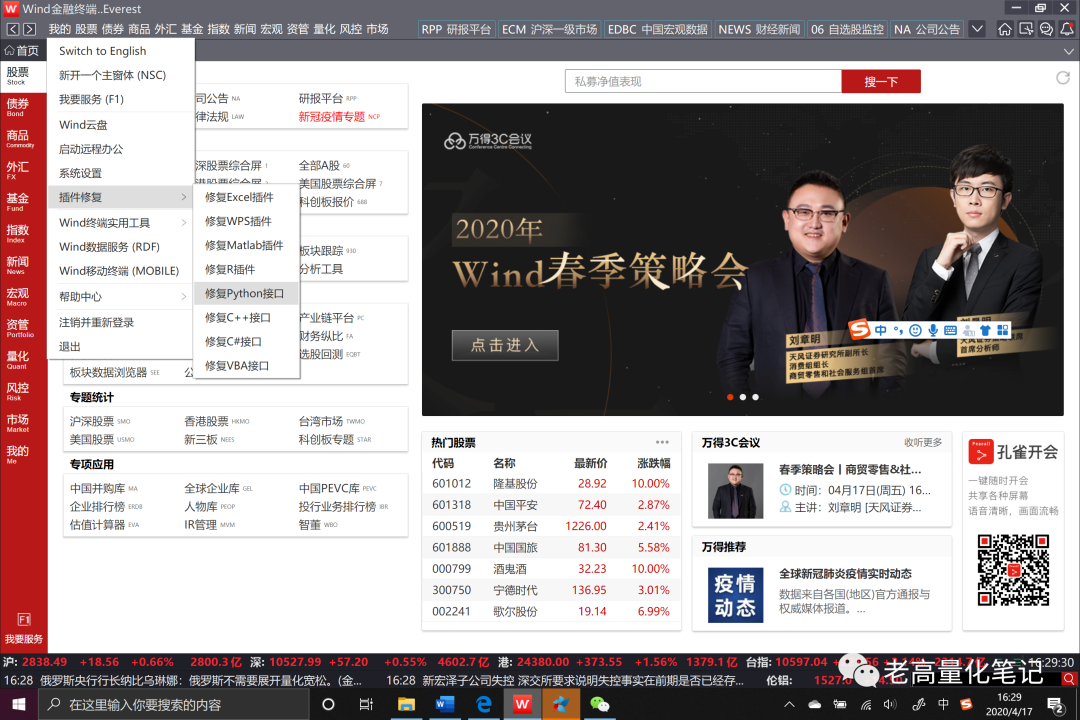 Wind金融终端..Everest
我的 股票 债券 商品 外汇 基金 指数 新闻 宏观 资管 量化 风控 市场
RPP 研报平台 ECM 沪深一级市场 EDBC 中国宏观数据 NEWS 财经新闻 06 自选股监控 NA 公司公告
首页
股票
Stock
债券
Bond
商品
Commodity
外汇
FX
基金
Fund
指数
Index
新闻
News
宏观
Macro
资管
Portfolio
量化
Quant
风控
Risk
市场
Market
我的
Me
F1
我要服务
Switch to English
新开一个主窗体 (NSC)
我要服务 (F1)
Wind云盘
启动远程办公
系统设置
插件修复
Wind终端实用工具
Wind数据服务 (RDF)
Wind移动终端 (MOBILE)
帮助中心
注销并重新登录
退出
修复Excel插件
修复WPS插件
修复Matlab插件
修复R插件
修复Python接口
修复C++接口
修复C#接口
修复VBA接口
司公告 NA 研报平台 RPP
律法规 LAW 新冠疫情专题 NCP
深股票综合屏 1 全部A股 60
港股票综合屏 美国股票综合屏 7
科创板报价 688
板块跟踪 930
分析工具
产业链平台 PC
财务纵比 FA
选股回测 EQBT
板块数据浏览器 SEE 公
专题统计
沪深股票 SMO 香港股票 HKMO 台湾市场 TWMO
美国股票 USMO 新三板 NEES 科创板专题 STAR
专项应用
中国并购库 MA 全球企业库 GEL 中国PEVC库 PEVC
企业排行榜 ERDB 人物库 PEOP 投行业务排行榜 IBR
估值计算器 EVA IR管理 MVM 智董 WBO
私募净值表现 搜一下
万得3C会议
Conference Centre Connecting
2020年
Wind春季策略会
点击进入
刘章明
天风证券研究所副所长
消费组组长
商贸零售和社会服务组首席
首席分析师
中
热门股票
代码 名称 最新价 涨跌幅
601012 隆基股份 28.92 10.00%
601318 中国平安 72.40 2.87%
600519 贵州茅台 1226.00 2.41%
601888 中国国旅 81.30 5.58%
000799 酒鬼酒 32.23 10.00%
300750 宁德时代 136.95 3.01%
002241 歌尔股份 19.14 6.99%
万得3C会议 收听更多
春季策略会丨商贸零售&社...
时间：04月17日(周五) 16...
主讲：刘章明 [天风证券...
万得推荐
疫情
动态
全球新冠肺炎疫情实时动态
数据来自各国(地区)官方通报与
权威媒体报道。...
孔雀开会
一键随时开会
共享各种屏幕
语音清晰，画面流畅
沪: 2838.49 +18.56 +0.66% 2800.3亿 深: 10527.99 +57.20 +0.55% 4602.7亿 港: 24380.00 +373.55 +1.56% 1379.1亿 台指: 10597.04
16:29:30
16:28 俄罗斯央行行长纳比乌琳娜：俄罗斯不需要展开量化宽松。(金... 16:28 新宏泽子公司失控 深交所要求说明失控事实在前期是否已经存... 伦铝:
老高量化笔记
在这里输入你要搜索的内容
中
16:29
2020/4/17
2